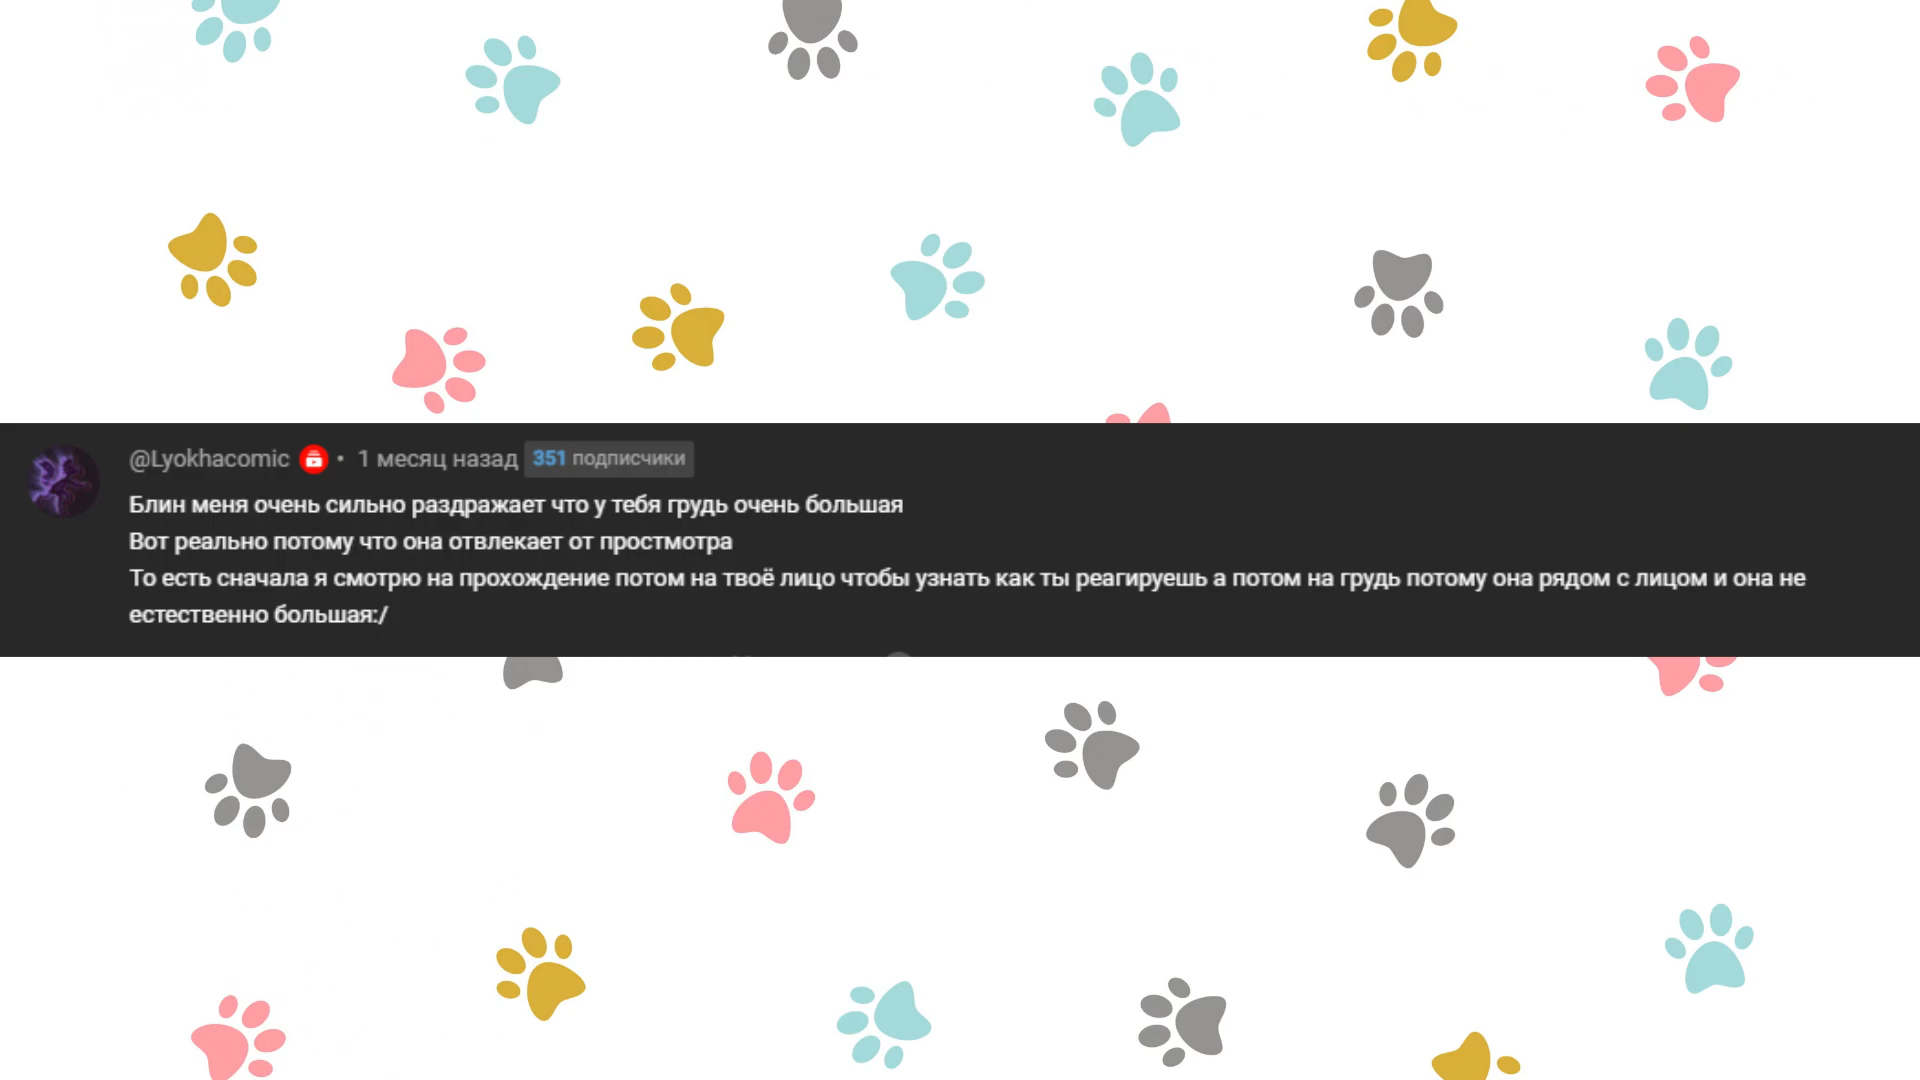 @Lyokhacomic • 1 месяц назад 351 подписчики
Блин меня очень сильно раздражает что у тебя грудь очень большая
Вот реально потому что она отвлекает от простмотра
То есть сначала я смотрю на прохождение потом на твоё лицо чтобы узнать как ты реагируешь а потом на грудь потому она рядом с лицом и она не
естественно большая:/